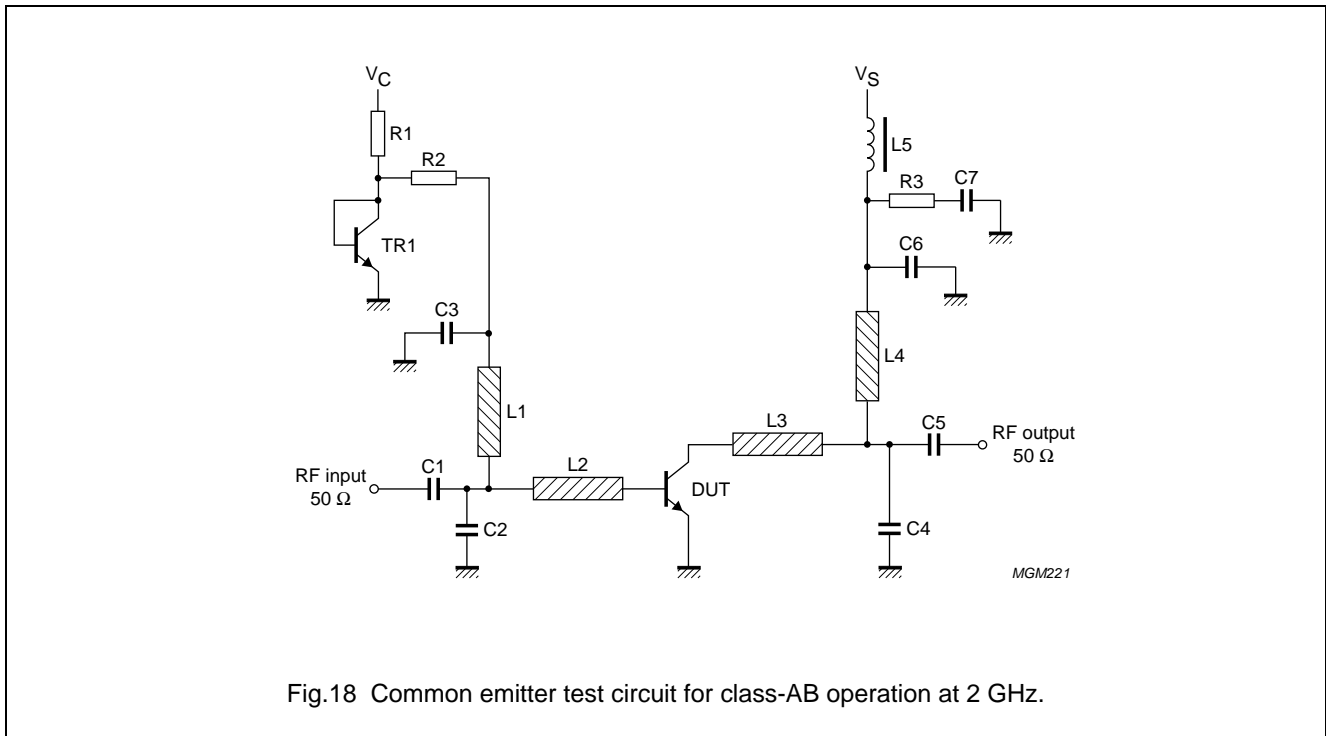 VC
VS
R1
L5
R2
R3
C7
TR1
C6
C3
L4
L1
L3
C5
RF output
50 Ω
RF input
50 Ω
C1
L2
DUT
C2
C4
MGM221
Fig.18 Common emitter test circuit for class-AB operation at 2 GHz.